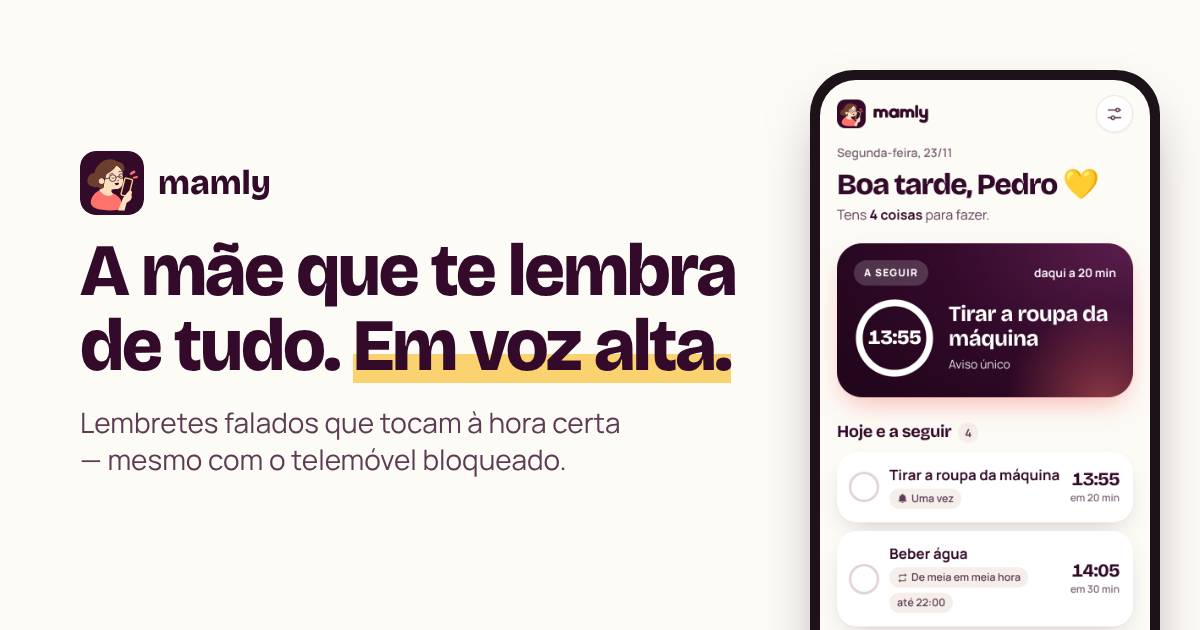 mamly
A mãe que te lembra
de tudo. Em voz alta.
Lembretes falados que tocam à hora certa
— mesmo com o telemóvel bloqueado.
mamly
Segunda-feira, 23/11
Boa tarde, Pedro 💛
Tens 4 coisas para fazer.
A SEGUIR
daqui a 20 min
13:55
Tirar a roupa da
máquina
Aviso único
Hoje e a seguir 4
Tirar a roupa da máquina
Uma vez
13:55
em 20 min
Beber água
De meia em meia hora
até 22:00
14:05
em 30 min